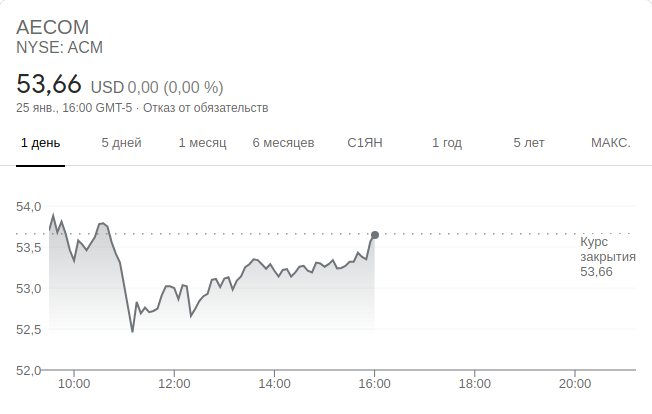 AECOM
NYSE: ACM
53,66 USD 0,00 (0,00 %)
25 янв., 16:00 GMT-5 · Отказ от обязательств
1 день 5 дней 1 месяц 6 месяцев С1ЯН 1 год 5 лет МАКС.
54,0
53,5
53,0
52,5
52,0
Курс
закрытия
53,66
10:00 12:00 14:00 16:00 18:00 20:00